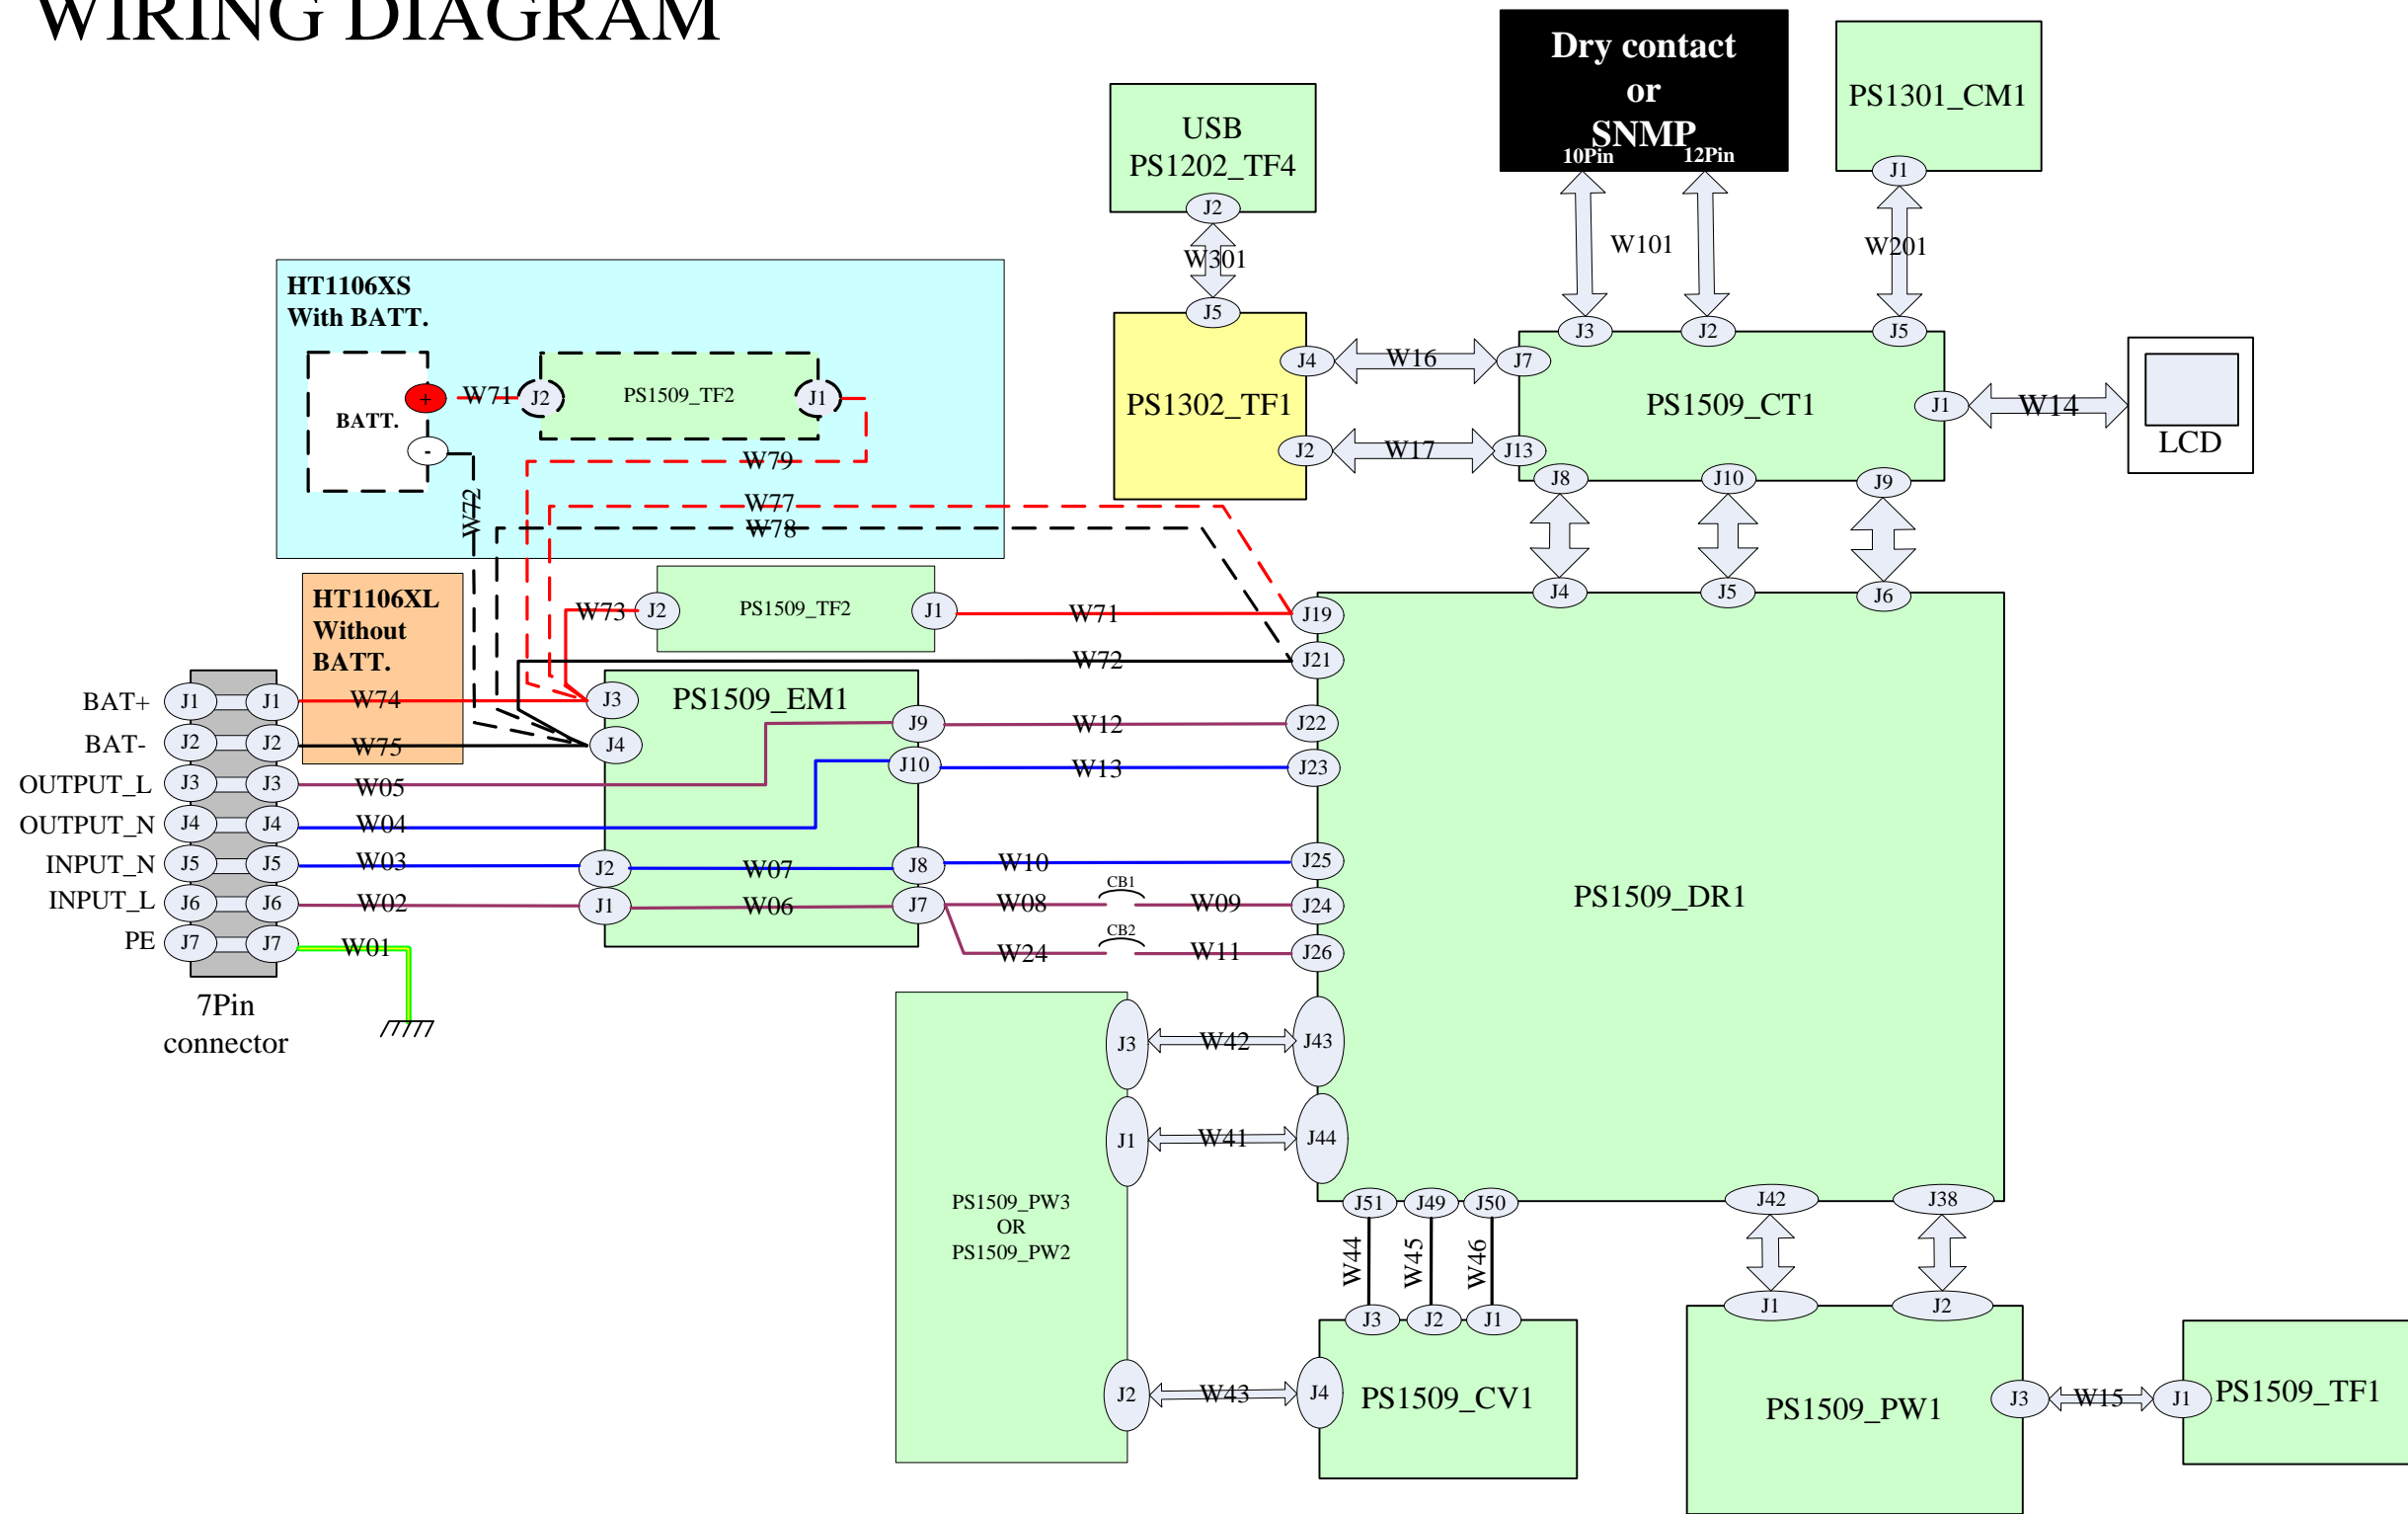 WIRING DIAGRAM
Dry contact
or
SNMP
10Pin
12Pin
PS1301_CM1
J1
USB
PS1202_TF4
J2
W301
W101
W201
J5
J3
J2
J5
HT1106XS
With BATT.
BATT.
+
-
W71
J2
PS1509_TF2
J1
W79
W72
W77
W78
PS1302_TF1
J4
W16
J7
J2
W17
J13
PS1509_CT1
J1
W14
LCD
J8
J10
J9
J4
J5
J6
HT1106XL
Without
BATT.
W73
J2
PS1509_TF2
J1
W71
J19
W72
J21
BAT+
J1
J1
W74
J3
PS1509_EM1
BAT-
J2
J2
W75
J4
J9
W12
J22
OUTPUT_L
J3
J3
W05
J10
W13
J23
OUTPUT_N
J4
J4
W04
INPUT_N
J5
J5
W03
J2
W07
J8
W10
J25
INPUT_L
J6
J6
W02
J1
W06
J7
W08
CB1
W09
J24
PE
J7
J7
W01
W24
CB2
W11
J26
PS1509_DR1
7Pin
connector
J3
W42
J43
J1
W41
J44
PS1509_PW3
OR
PS1509_PW2
J51
J49
J50
J42
J38
W44
W45
W46
J3
J2
J1
J1
J2
J2
W43
J4
PS1509_CV1
PS1509_PW1
J3
W15
J1
PS1509_TF1